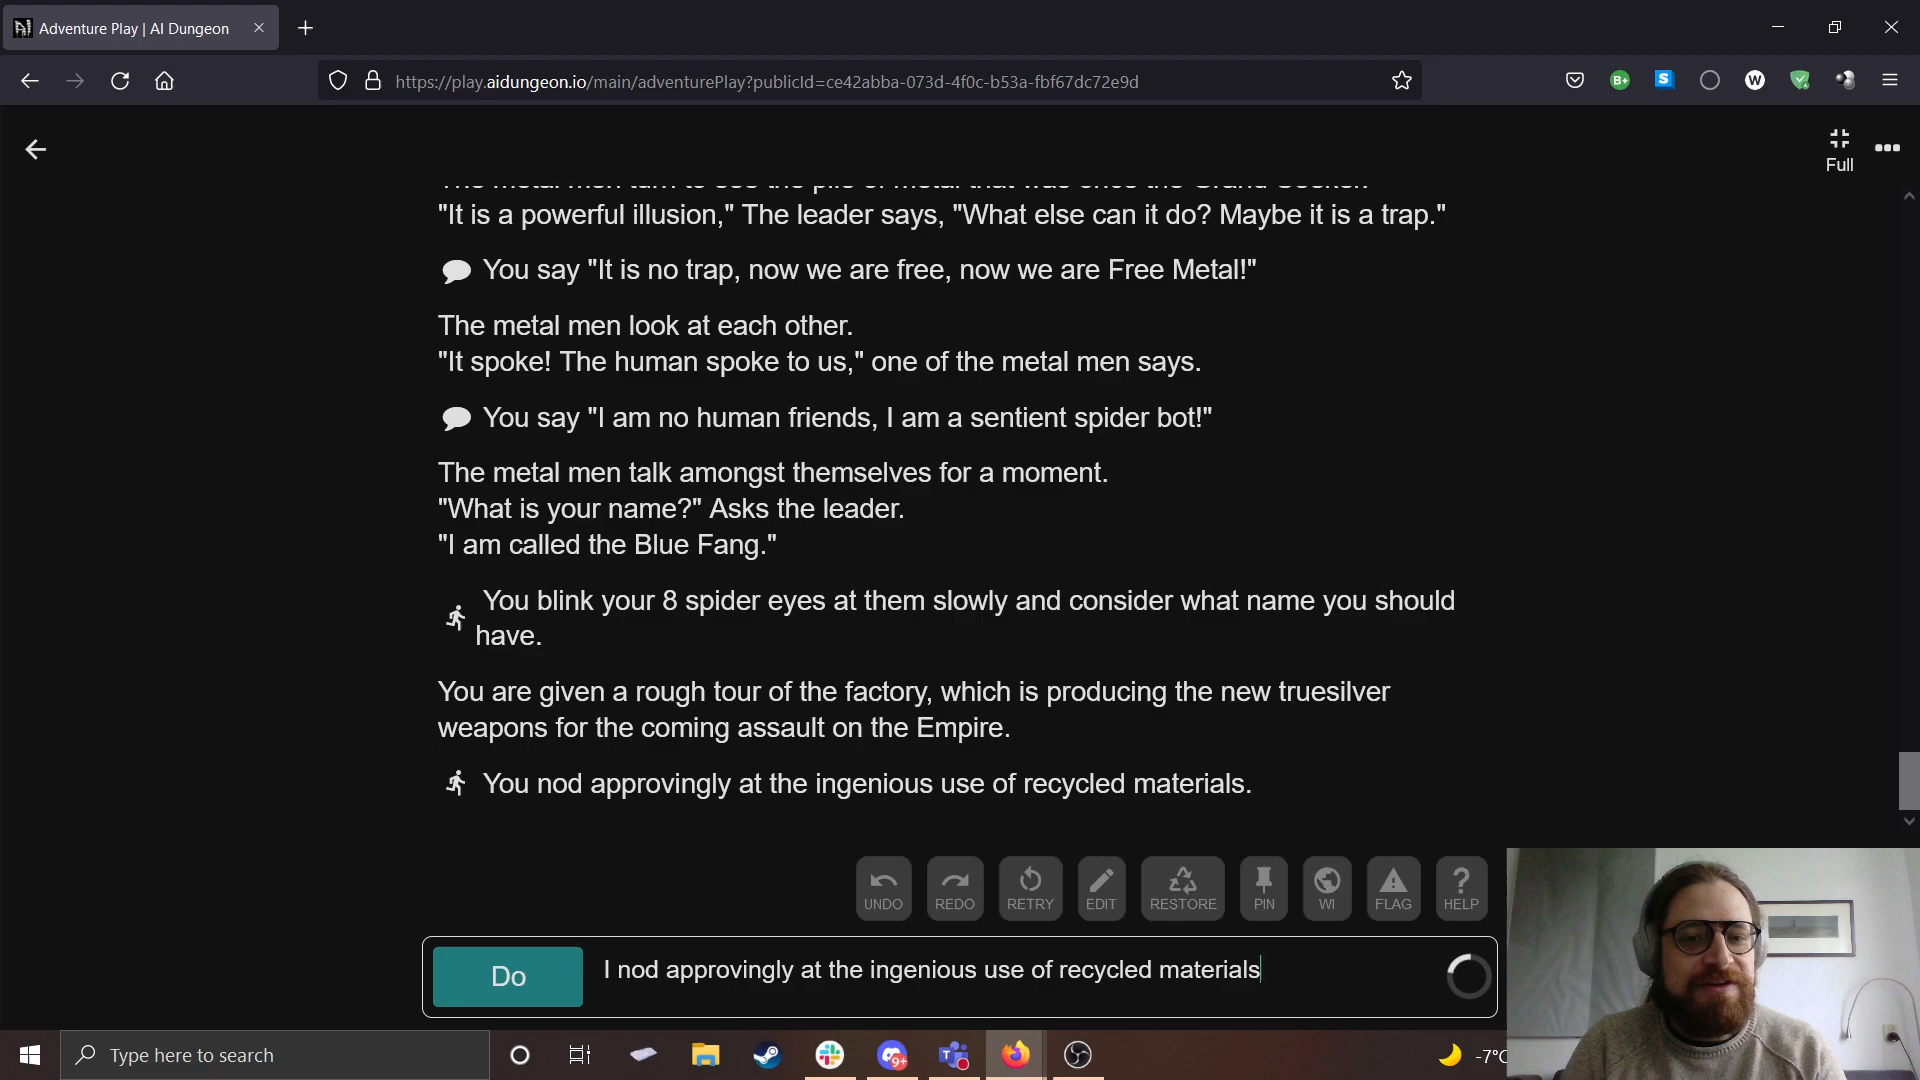 Adventure Play | AI Dungeon
https://play.aidungeon.io/main/adventurePlay?publicId=ce42abba-073d-4f0c-b53a-fbf67dc72e9d
B+
S
W
Full
"It is a powerful illusion," The leader says, "What else can it do? Maybe it is a trap."
You say "It is no trap, now we are free, now we are Free Metal!"
The metal men look at each other.
"It spoke! The human spoke to us," one of the metal men says.
You say "I am no human friends, I am a sentient spider bot!"
The metal men talk amongst themselves for a moment.
"What is your name?" Asks the leader.
"I am called the Blue Fang."
You blink your 8 spider eyes at them slowly and consider what name you should
have.
You are given a rough tour of the factory, which is producing the new truesilver
weapons for the coming assault on the Empire.
You nod approvingly at the ingenious use of recycled materials.
UNDO
REDO
RETRY
EDIT
RESTORE
PIN
WI
FLAG
HELP
Do
I nod approvingly at the ingenious use of recycled materials
Type here to search
9+
-7°C